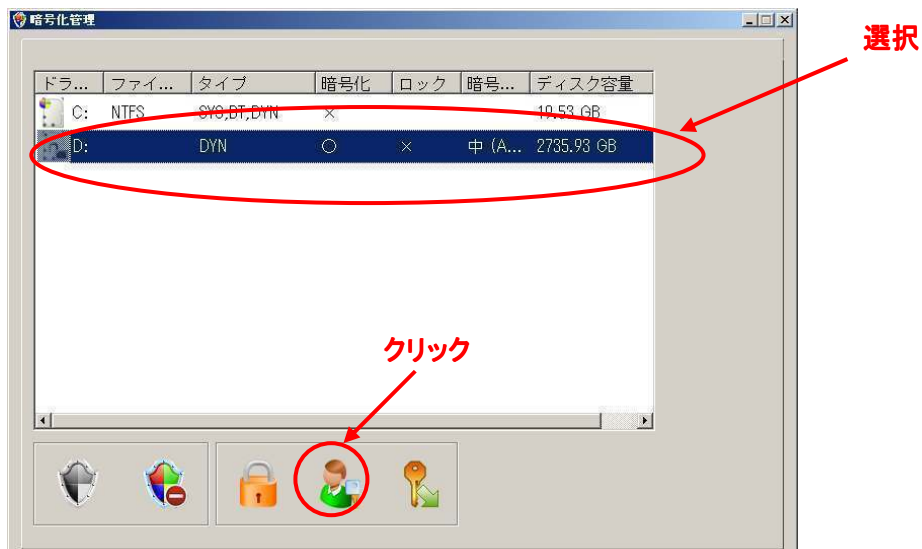 暗号化管理
選択
ドラ... ファイ... タイプ 暗号化 ロック 暗号... ディスク容量
C: NTFS SYS,BT,DYN × 19.53 GB
D: DYN ○ × 中 (A... 2735.93 GB
クリック